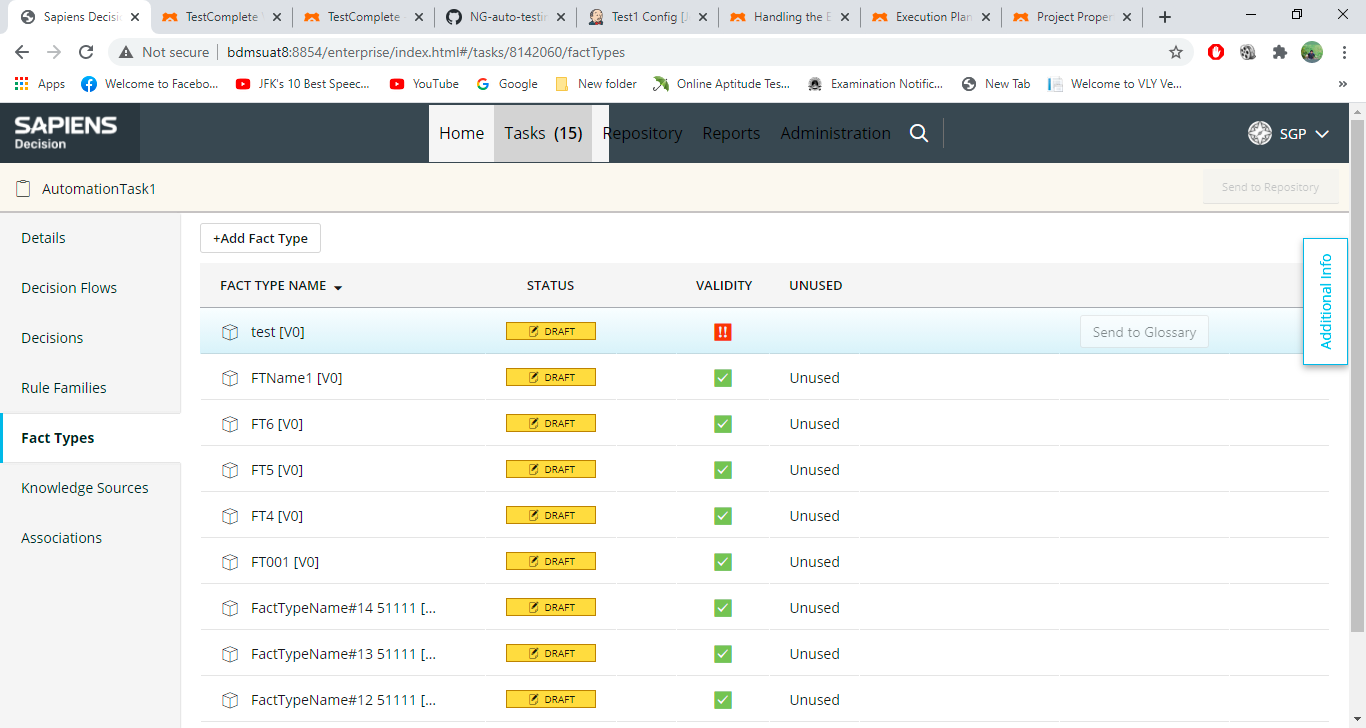 Sapiens Decisi
TestComplete
TestComplete
NG-auto-testin
Test1 Config [J
Handling the E
Execution Plan
Project Proper
Not secure
bdmsuat8:8854/enterprise/index.html#/tasks/8142060/factTypes
Apps
Welcome to Facebo...
JFK's 10 Best Speec...
YouTube
Google
New folder
Online Aptitude Tes...
Examination Notific...
New Tab
Welcome to VLY Ve...
»
SAPIENS
Decision
Home
Tasks (15)
Repository
Reports
Administration
SGP
AutomationTask1
Send to Repository
Details
Decision Flows
Decisions
Rule Families
Fact Types
Knowledge Sources
Associations
+Add Fact Type
FACT TYPE NAME STATUS VALIDITY UNUSED
test [V0] DRAFT !! Send to Glossary
FTName1 [V0] DRAFT Unused
FT6 [V0] DRAFT Unused
FT5 [V0] DRAFT Unused
FT4 [V0] DRAFT Unused
FT001 [V0] DRAFT Unused
FactTypeName#14 51111 [... DRAFT Unused
FactTypeName#13 51111 [... DRAFT Unused
FactTypeName#12 51111 [... DRAFT Unused
Additional Info